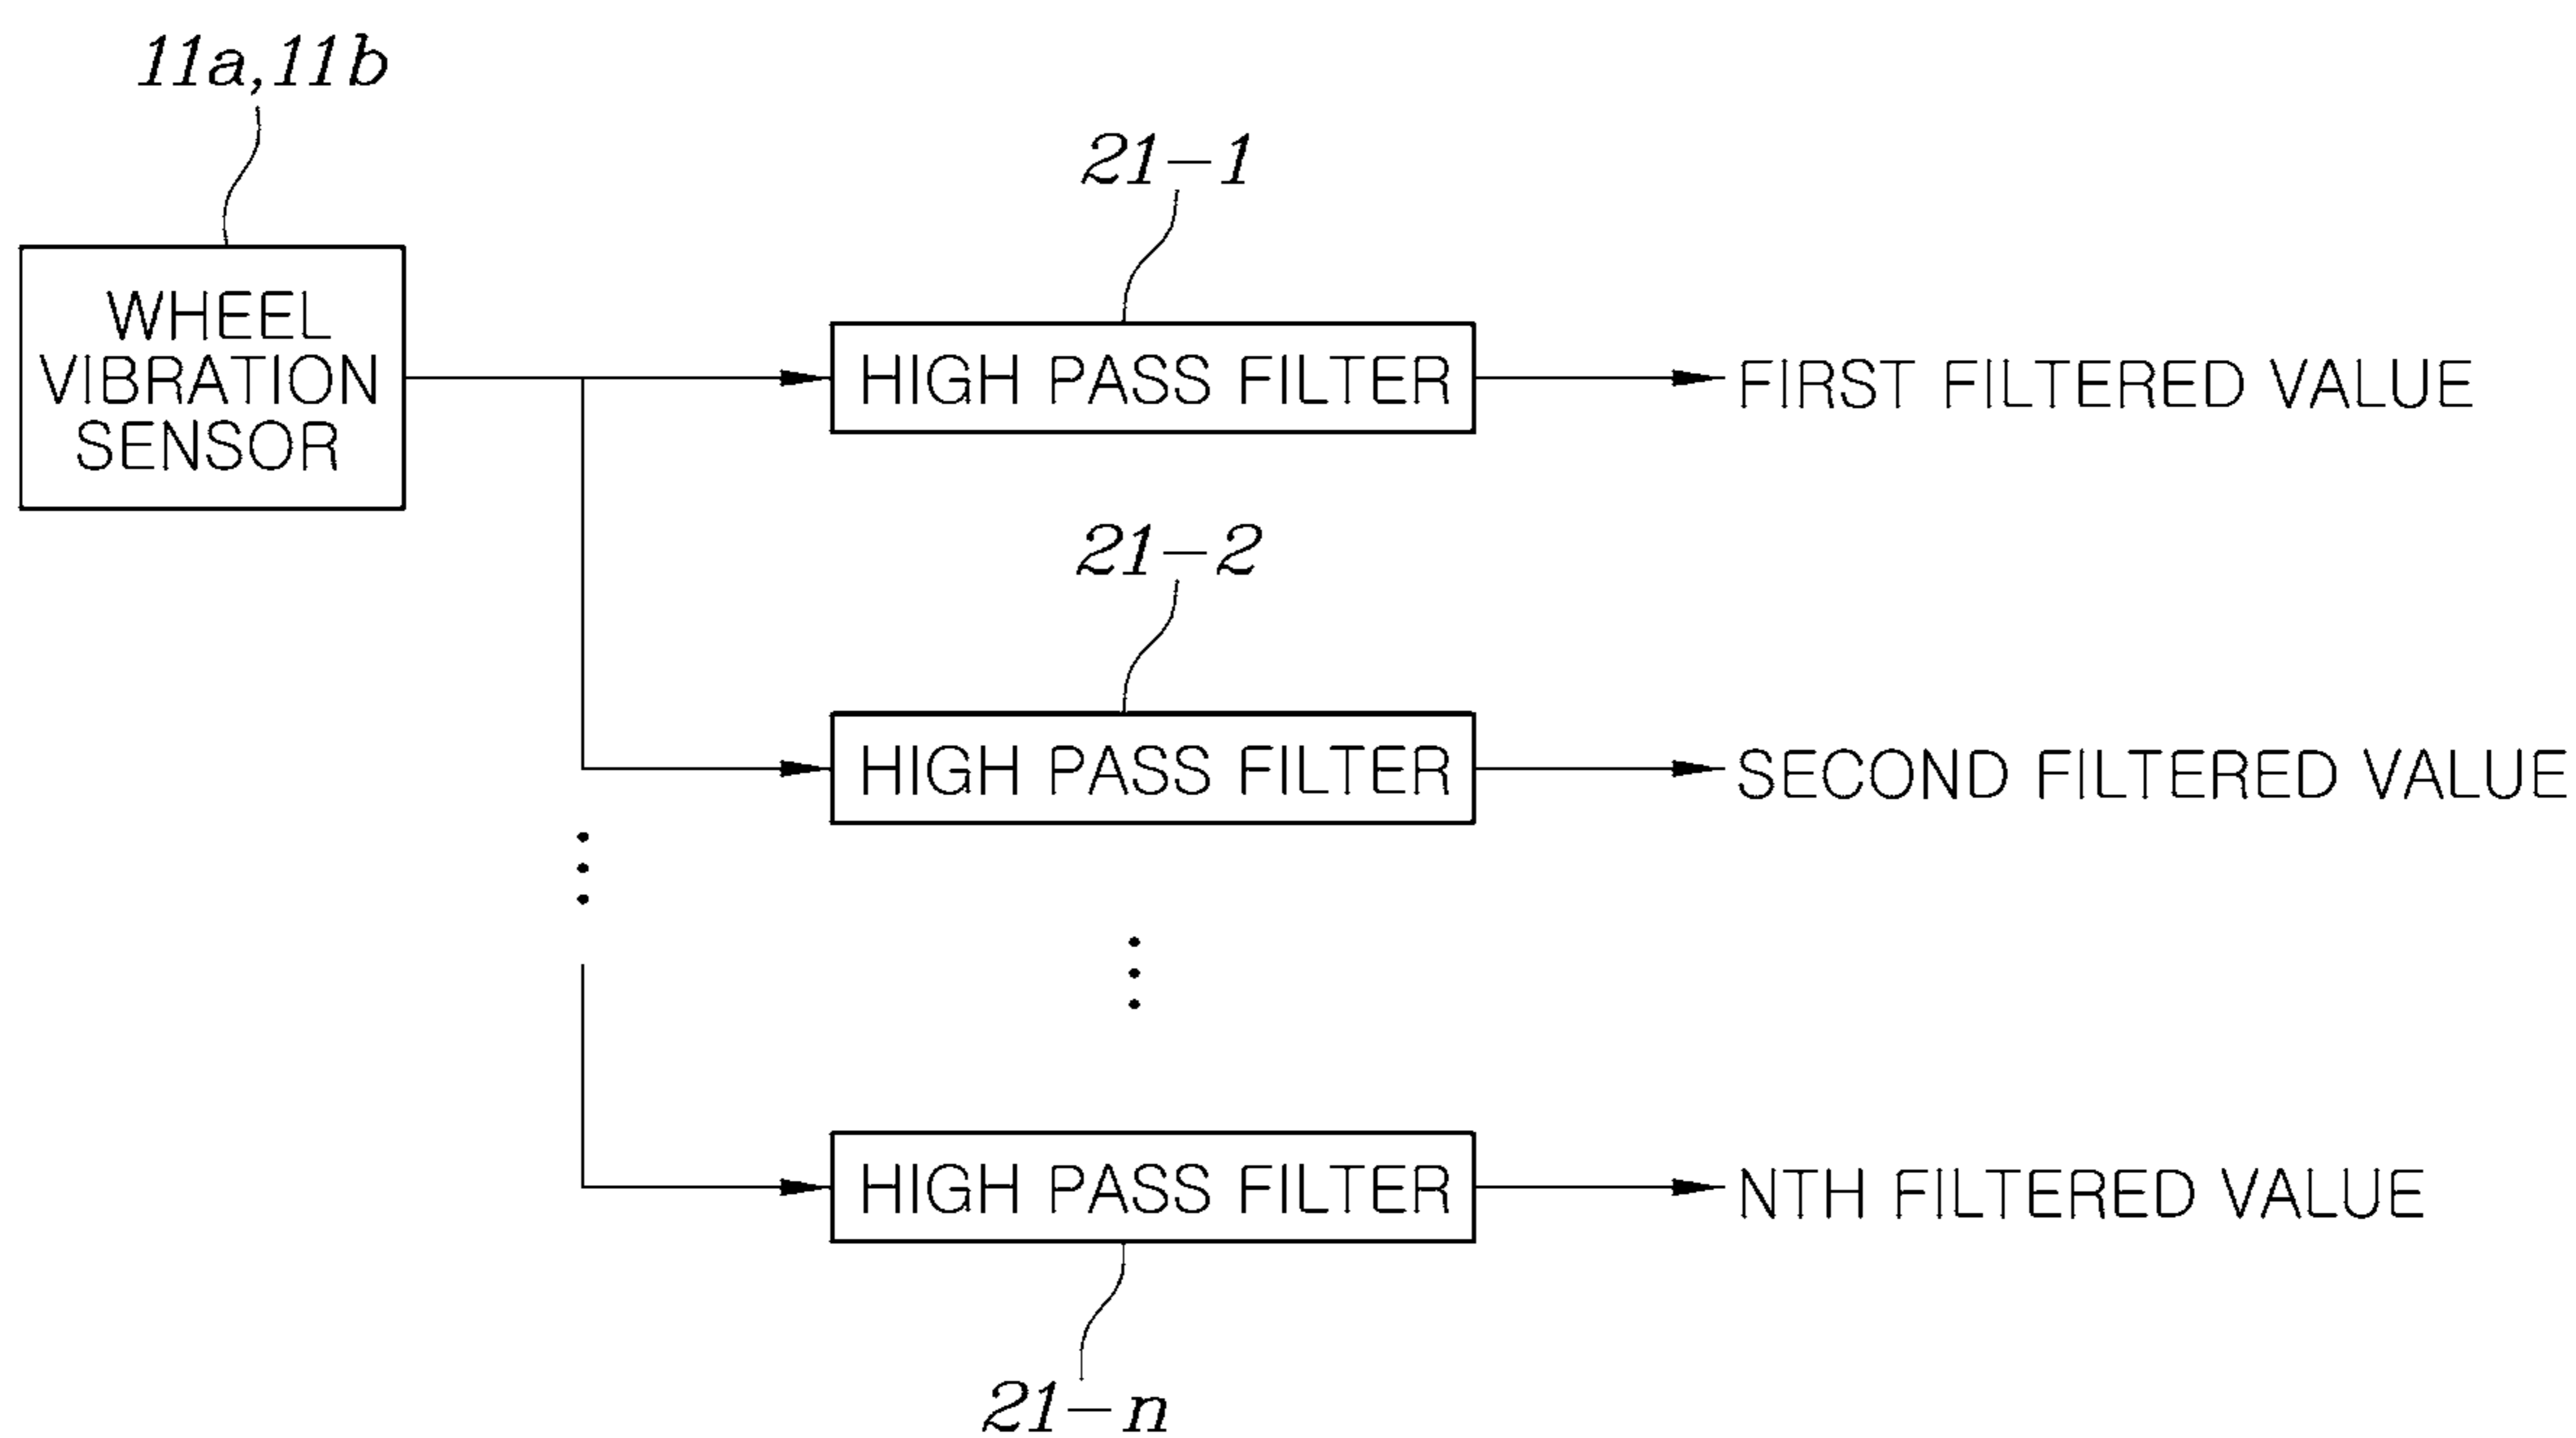 11a,11b
21-1
WHEEL
VIBRATION
SENSOR
HIGH PASS FILTER
FIRST FILTERED VALUE
21-2
HIGH PASS FILTER
SECOND FILTERED VALUE
HIGH PASS FILTER
NTH FILTERED VALUE
21-n